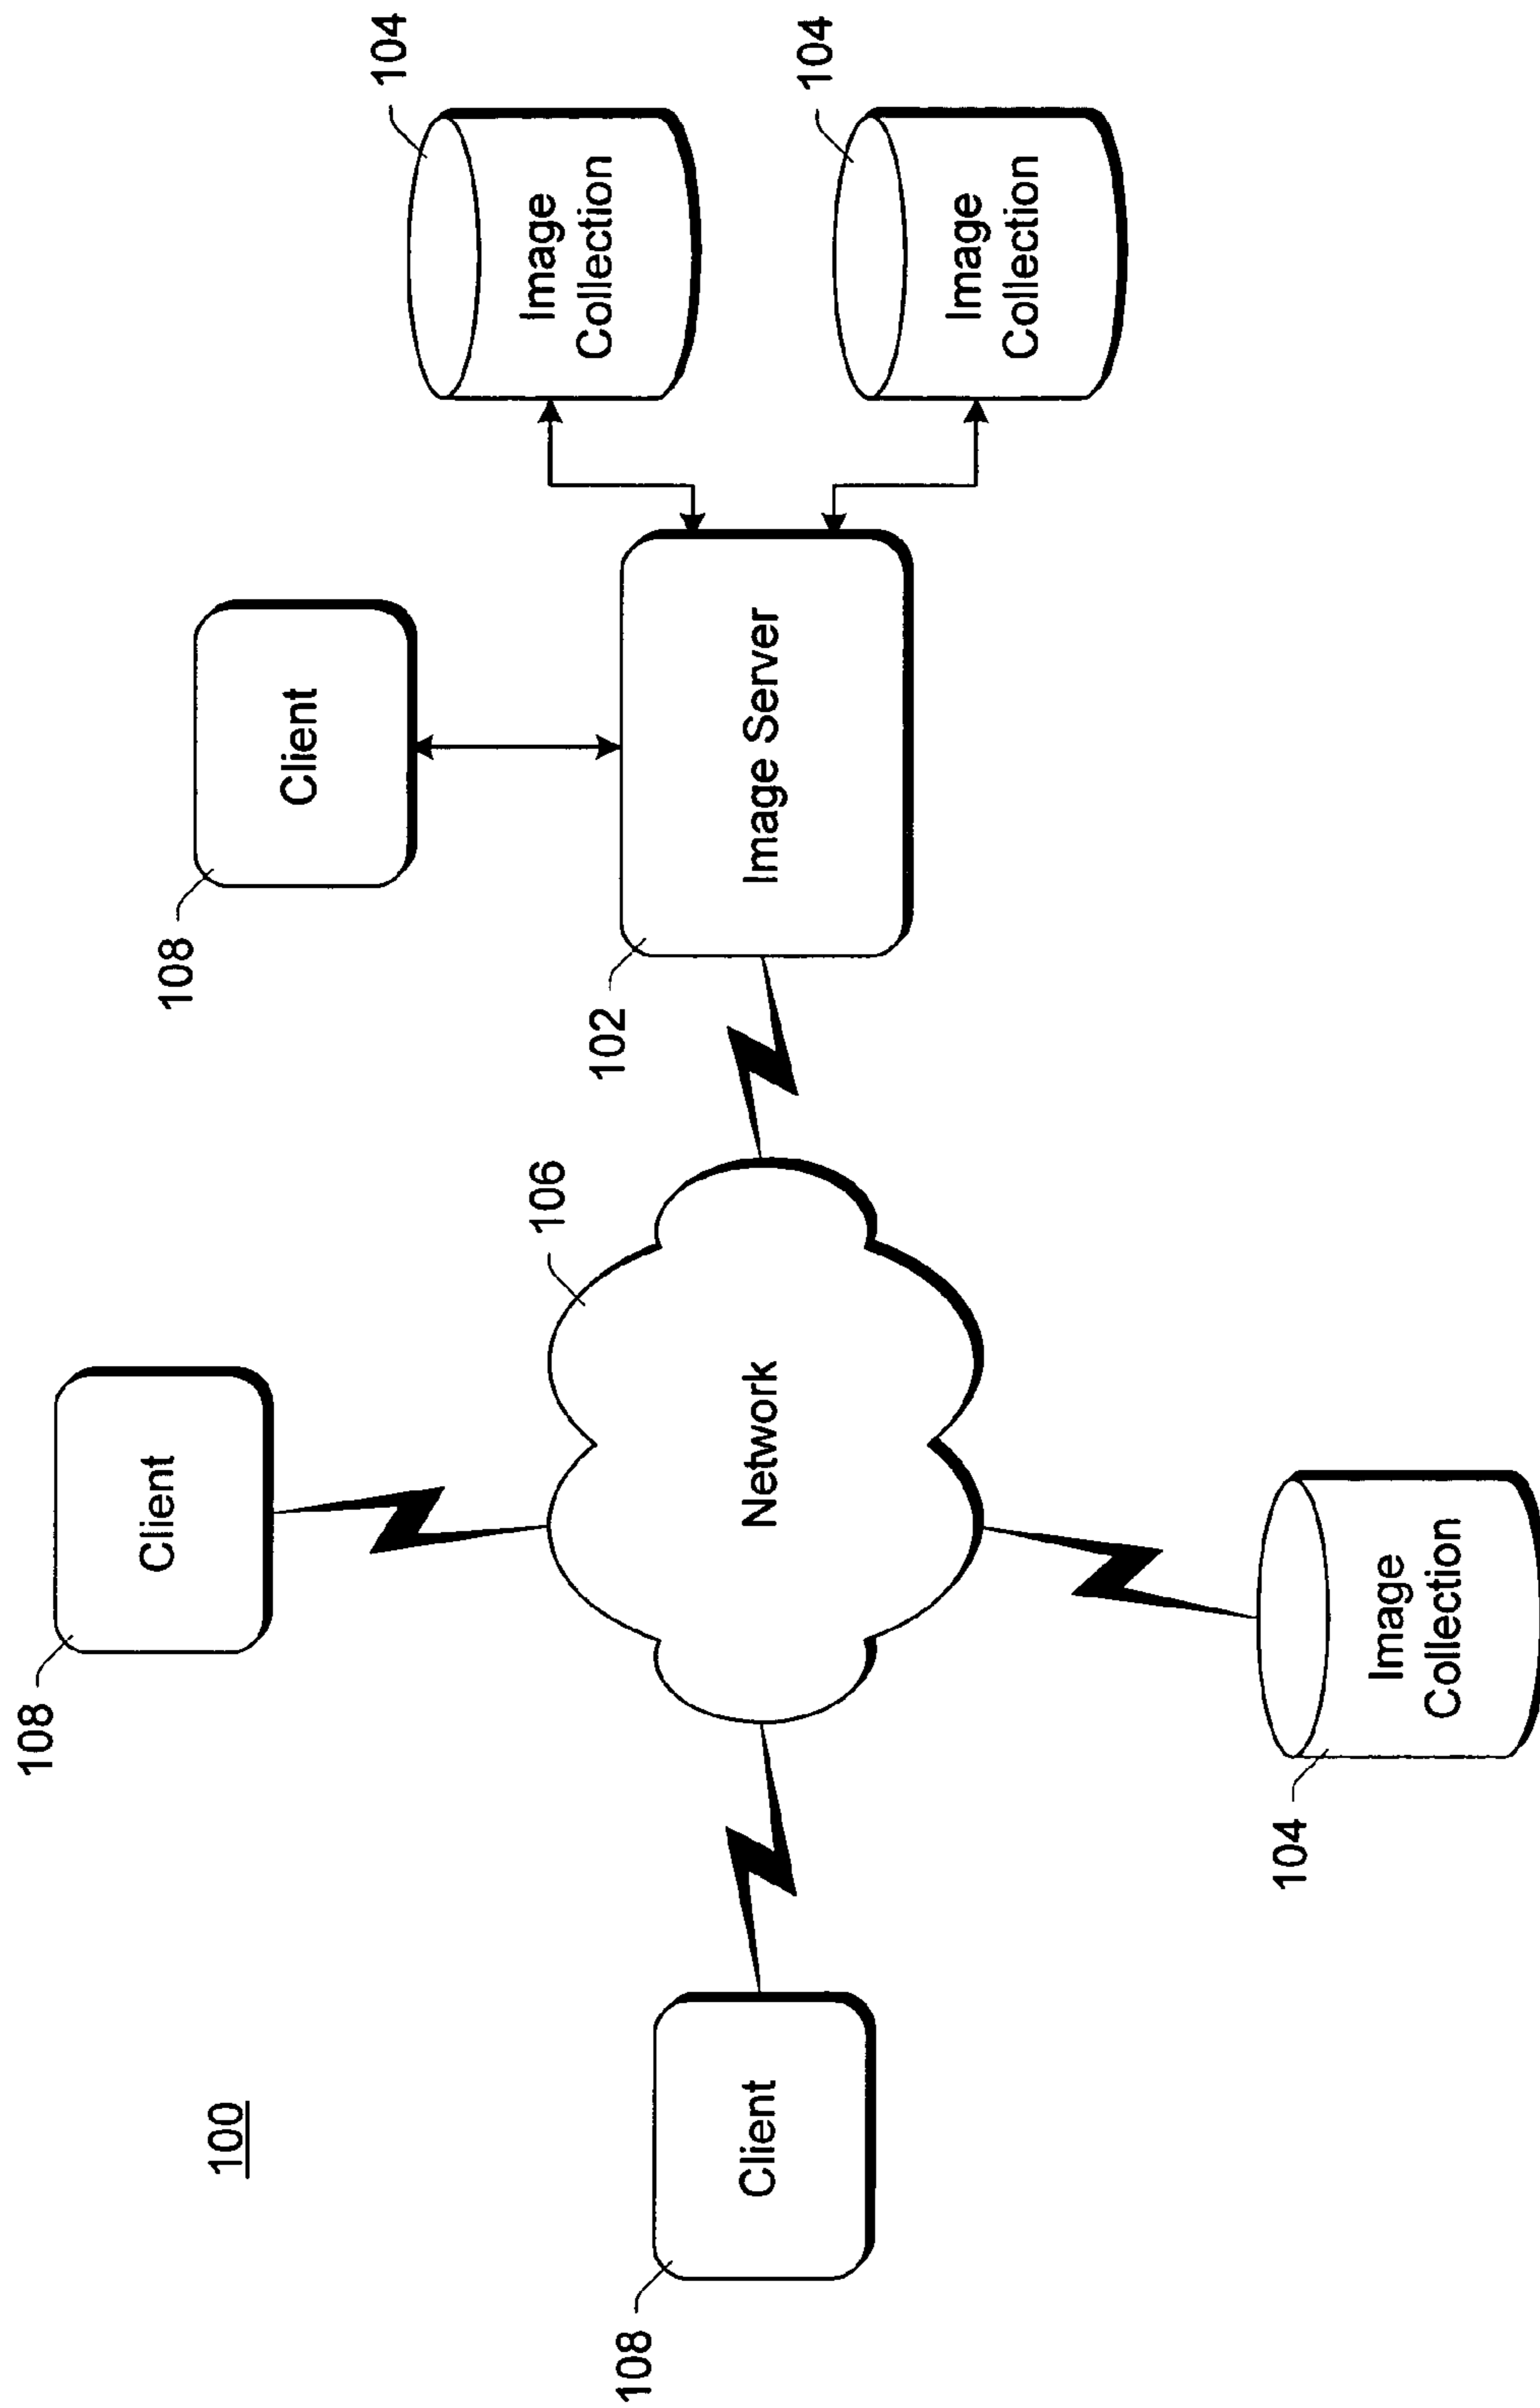 108
Client
108
100
Client
104
Image
Collection
106
102
108
Client
Network
Image Server
104
Image
Collection
104
Image
Collection